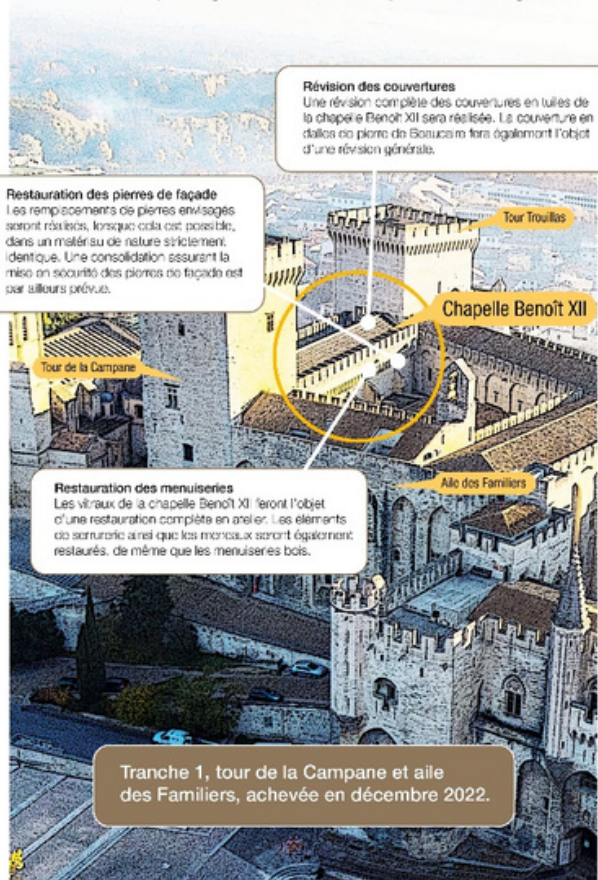 Révision des couvertures
Une révision complète des couvertures en tuiles de
la chapelle Benoît XII sera réalisée. La couverture en
dalles de pierre de Beaucaire fera également l'objet
d'une révision générale.
Restauration des pierres de façade
Les remplacements de pierres envisagés
seront réalisés, lorsque cela est possible,
dans un matériau de nature strictement
identique. Une consolidation assurant la
mise en sécurité des pierres de façade est
par ailleurs prévue.
Tour Trouillas
Chapelle Benoît XII
Tour de la Campane
Aile des Familiers
Restauration des menuiseries
Les vitraux de la chapelle Benoît XII feront l'objet
d'une restauration complète en atelier. Les éléments
de serrurerie ainsi que les meneaux seront également
restaurés, de même que les menuiseries bois.
Tranche 1, tour de la Campane et aile
des Familiers, achevée en décembre 2022.